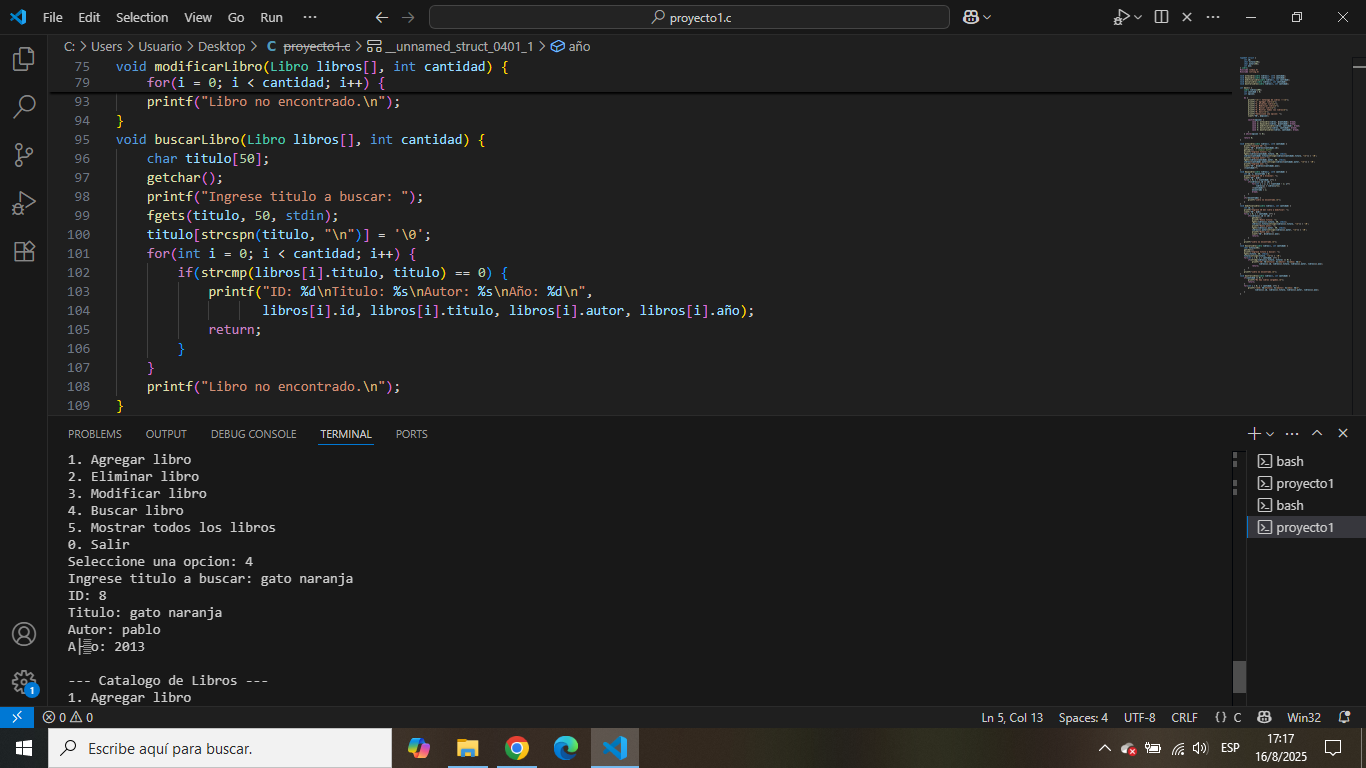 File Edit Selection View Go Run ··· proyecto1.c
C: > Users > Usuario > Desktop > C proyecto1.c > __unnamed_struct_0401_1 > año
75 void modificarLibro(Libro libros[], int cantidad) {
79 for(i = 0; i < cantidad; i++) {
93 printf("Libro no encontrado.\n");
94 }
95 void buscarLibro(Libro libros[], int cantidad) {
96 char titulo[50];
97 getchar();
98 printf("Ingrese titulo a buscar: ");
99 fgets(titulo, 50, stdin);
100 titulo[strcspn(titulo, "\n")] = '\0';
101 for(int i = 0; i < cantidad; i++) {
102 if(strcmp(libros[i].titulo, titulo) == 0) {
103 printf("ID: %d\nTitulo: %s\nAutor: %s\nAño: %d\n",
104 libros[i].id, libros[i].titulo, libros[i].autor, libros[i].año);
105 return;
106 }
107 }
108 printf("Libro no encontrado.\n");
109 }
PROBLEMS OUTPUT DEBUG CONSOLE TERMINAL PORTS
1. Agregar libro
2. Eliminar libro
3. Modificar libro
4. Buscar libro
5. Mostrar todos los libros
0. Salir
Seleccione una opcion: 4
Ingrese titulo a buscar: gato naranja
ID: 8
Titulo: gato naranja
Autor: pablo
A├▒o: 2013
--- Catalogo de Libros ---
1. Agregar libro
bash
proyecto1
bash
proyecto1
1
0 0 Ln 5, Col 13 Spaces: 4 UTF-8 CRLF {} C Win32
Escribe aquí para buscar.
ESP
17:17
16/8/2025